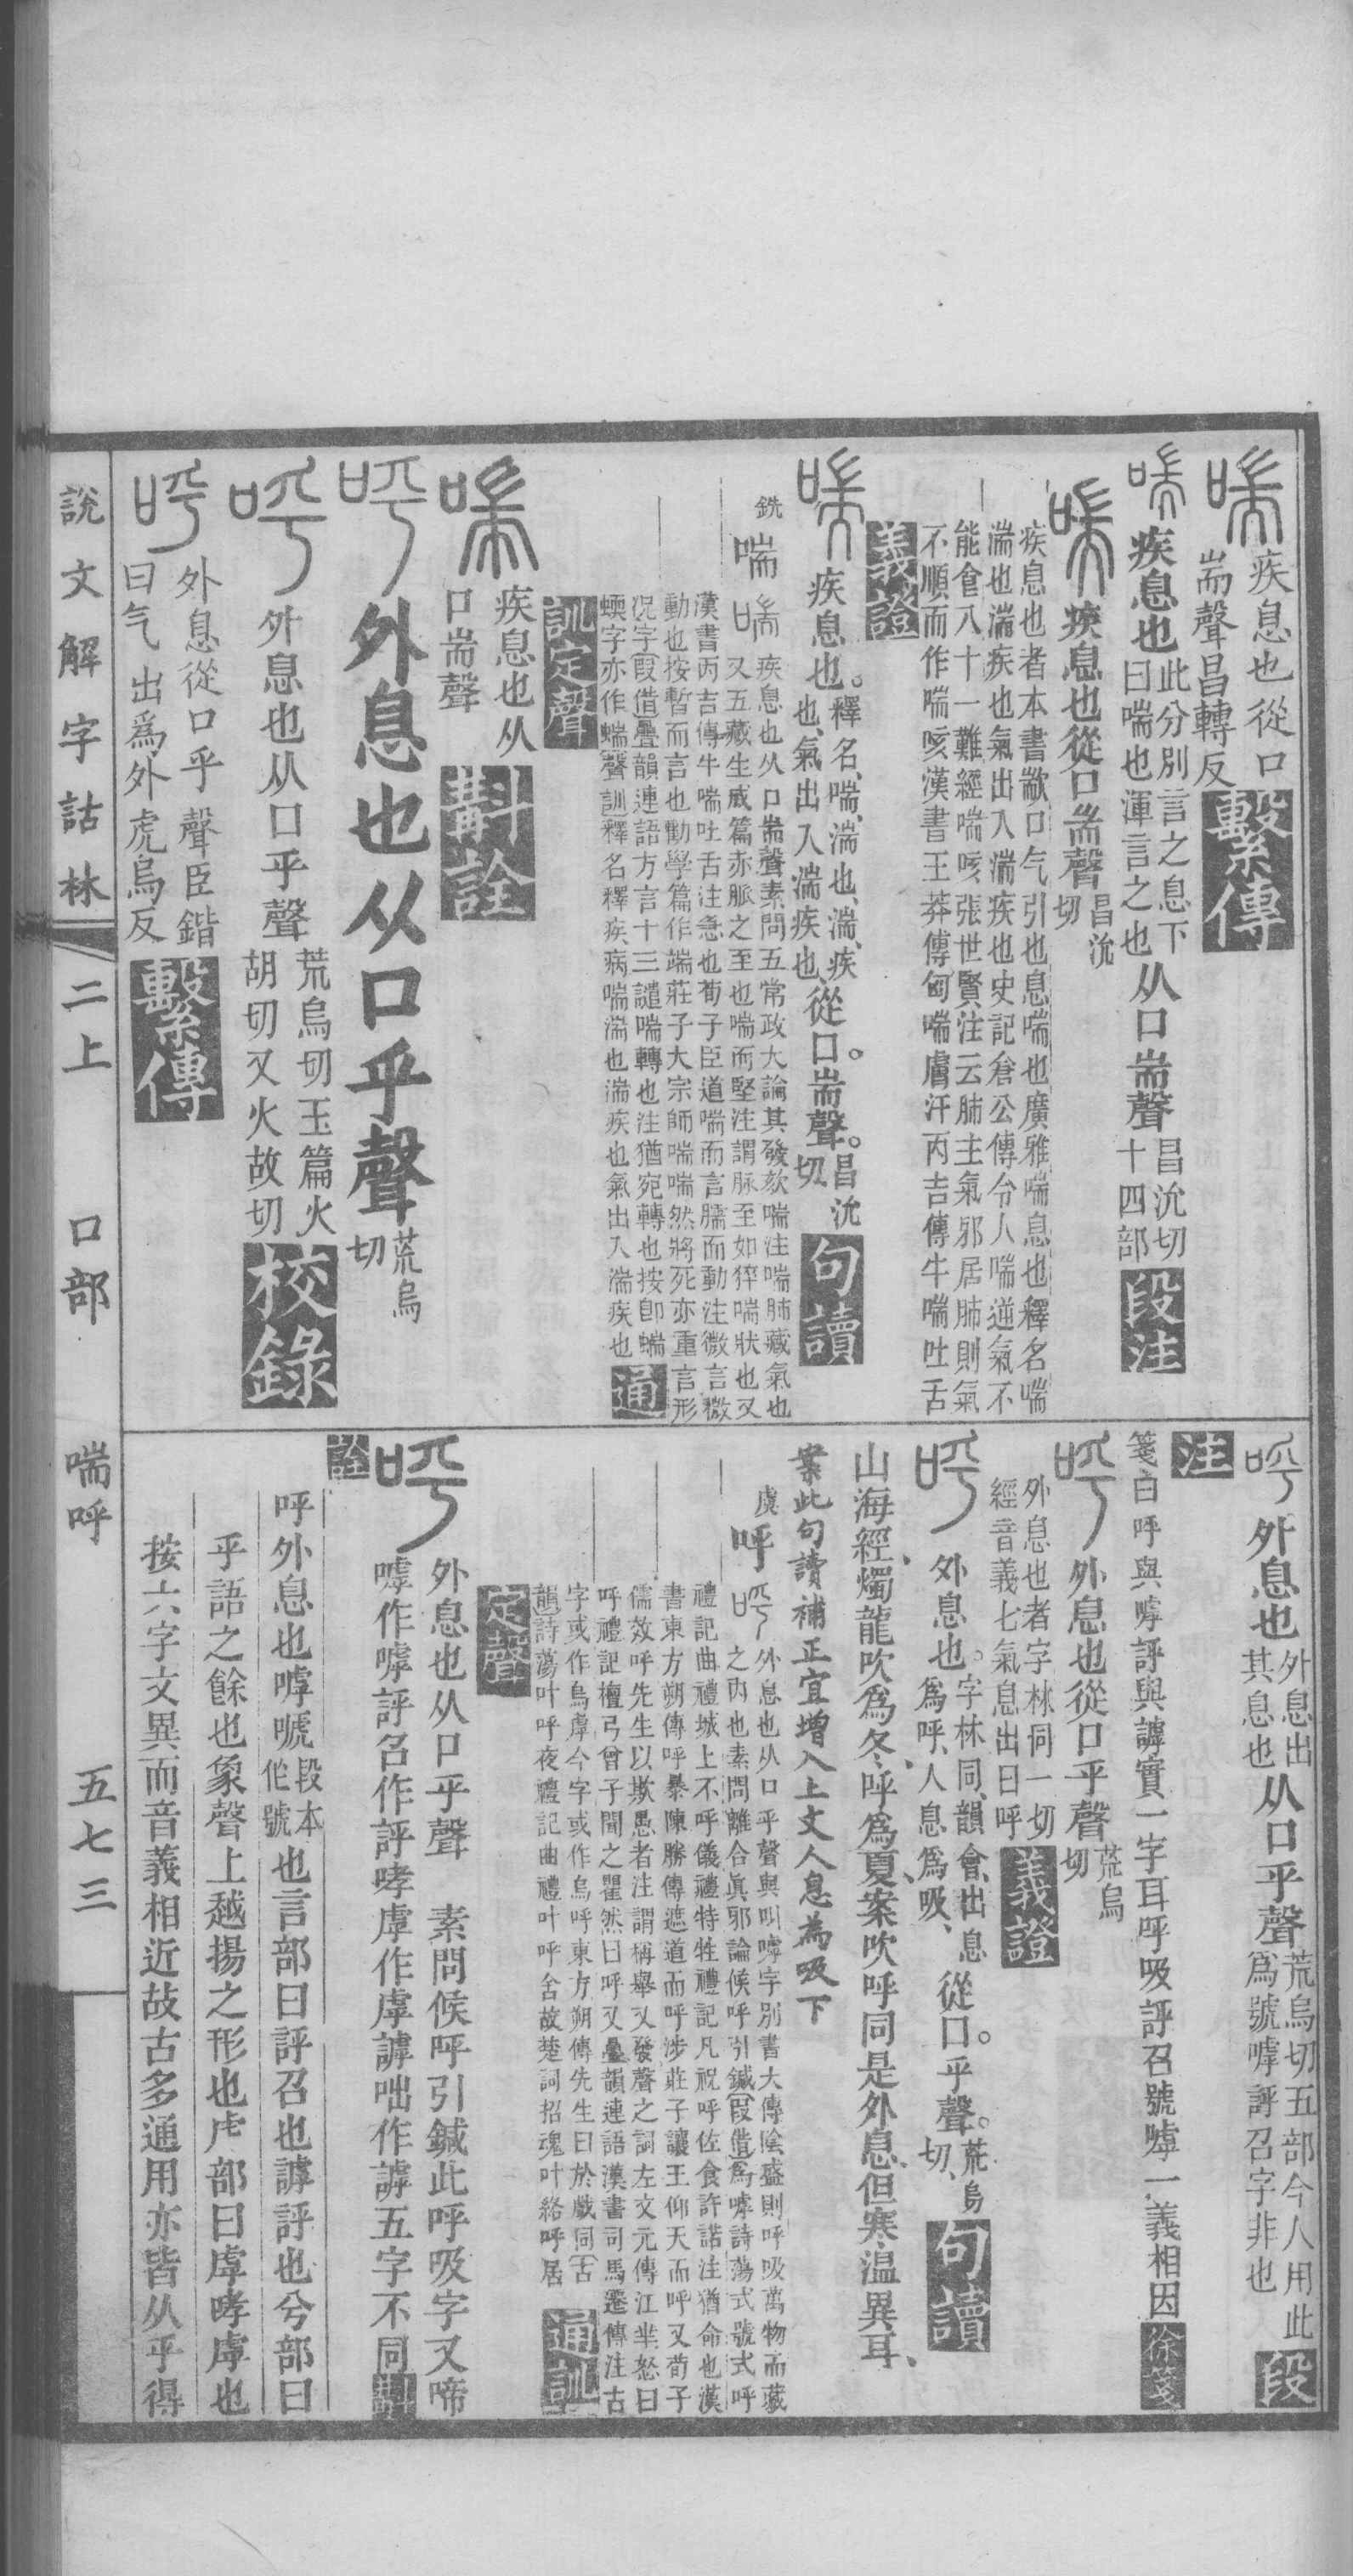 喘
疾息也從口
耑聲昌轉反
繫傳
喘
疾息也
此分別言之息下
曰喘也渾言之也
从口耑聲
昌沇切
十四部
段注
喘
疾息也從口耑聲
昌沇
切
疾息也者本書歂口气引也息喘也廣雅喘息也釋名喘
湍也湍疾也氣出入湍疾也史記倉公傳令人喘逆氣不
能食八十一難經喘咳張世賢注云肺主氣邪居肺則氣
不順而作喘咳漢書王莽傳匈喘膚汗丙吉傳牛喘吐舌
義證
喘
疾息也。
釋名、喘、湍也、湍、疾
也、氣出入湍疾也、
從口。耑聲。
昌沇
切、
句讀
銑
喘
喘
疾息也从口耑聲素問五常政大論其發欬喘注喘肺藏氣也
又五藏生成篇赤脈之至也喘而堅注謂脈至如猝喘狀也又
漢書丙吉傳牛喘吐舌注急也荀子臣道喘而言臑而動注微言微
動也按暫而言也勸學篇作端莊子大宗師喘喘然將死亦重言形
况字(叚借)疊韻連語方言十三譴喘轉也注猶宛轉也按卽蝡
蝡字亦作蝡(聲訓)釋名釋疾病喘湍也湍疾也氣出入湍疾也
通
訓定聲
喘
疾息也从
口耑聲
斠詮
呼
外息也从口乎聲
荒烏
切
呼
外息也从口乎聲
荒烏切玉篇火
胡切又火故切
校錄
呼
外息從口乎聲臣鍇
曰气出爲外虎烏反
繫傳
呼
外息也
外息出
其息也
从口乎聲
荒烏切五部今人用此
爲號嘑評召字非也
段
注
箋曰呼與嘑評與謼實一字耳呼吸評召號嘑一義相因
徐箋
呼
外息也從口乎聲
荒烏
切
外息也者字林同一切
經音義七氣息出曰呼
義證
呼
外息也。
字林同、韻會、出息
爲呼、人息爲吸、
從口。乎聲。
荒烏
切、
句讀
山海經、燭龍吹爲冬、呼爲夏、案吹呼同是外息、但寒溫異耳、
案此句讀補正宜增入上文人息為吸下
虞
呼
呼
外息也从口乎聲與叫嘑字別書大傳陰盛則呼吸萬物而藏
之內也素問離合眞邪論候呼引鍼(叚借)爲嘑詩蕩式號式呼
禮記曲禮城上不呼儀禮特牲禮記凡祝呼佐食許諾注猶命也漢
書東方朔傳呼暴陳勝傳遮道而呼涉莊子讓王仰天而呼又荀子
儒效呼先生以欺愚者注謂稱舉又發聲之詞左文元傳江芈怒曰
呼禮記檀弓曾子聞之瞿然曰呼又疊韻連語漢書司馬遷傳注古
字或作烏虖今字或作烏呼東方朔傳先生曰於戲同(古
韻)詩蕩叶呼夜禮記曲禮叶呼舍故楚詞招魂叶絡呼居
通訓
定聲
呼
外息也从口乎聲　素問候呼引鍼此呼吸字又啼
嘑作嘑評名作評哮虖作虖謼咄作謼五字不同
斠
詮
呼外息也嘑嗁
段本
作號
也言部曰評召也謼評也兮部曰
乎語之餘也象聲上越揚之形也虍部曰虖哮虖也
按六字文異而音義相近故古多通用亦皆从乎得
說文解字詁林
二上
口部
喘呼
五七三